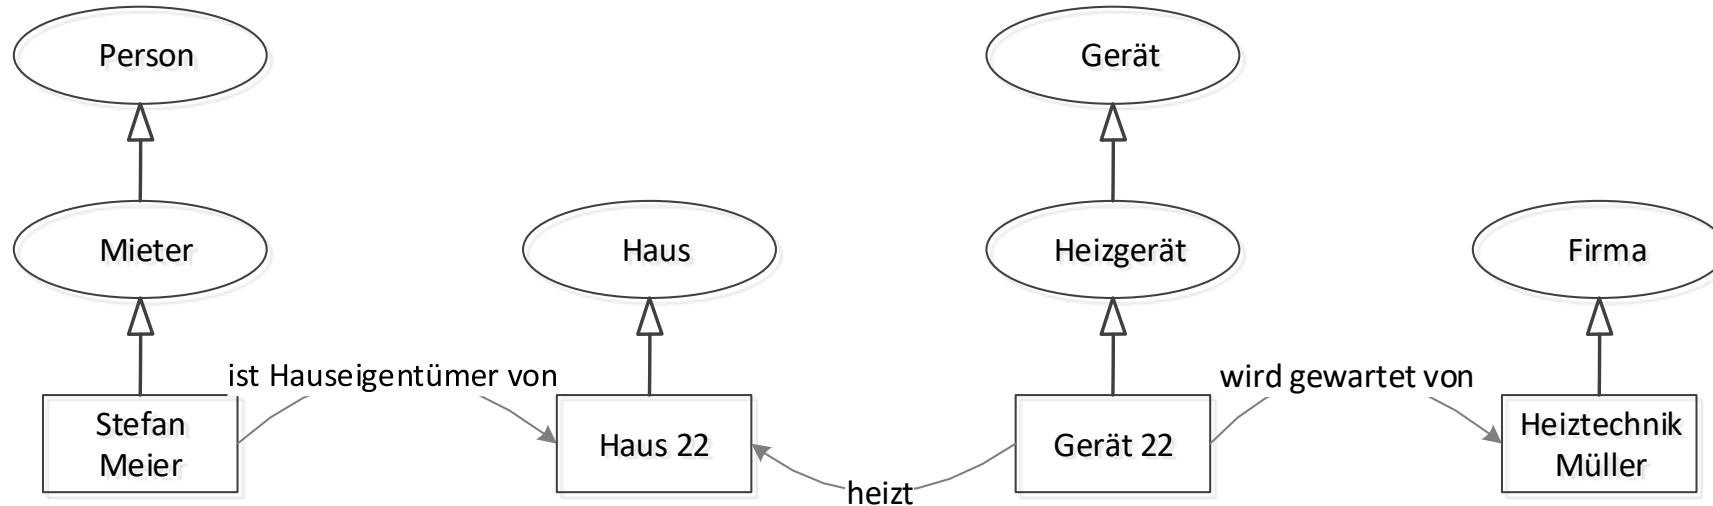 Person
Gerät
Mieter
Haus
Heizgerät
Firma
ist Hauseigentümer von
wird gewartet von
Stefan
Meier
Haus 22
Gerät 22
Heiztechnik
Müller
heizt